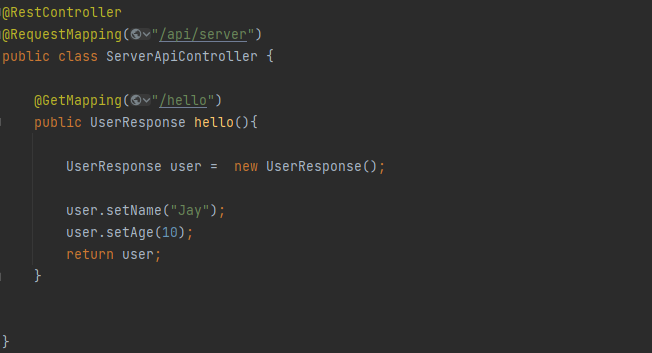 @RestController
@RequestMapping("/api/server")
public class ServerApiController {
@GetMapping("/hello")
public UserResponse hello(){
UserResponse user =  new UserResponse();
user.setName("Jay");
user.setAge(10);
return user;
}
}